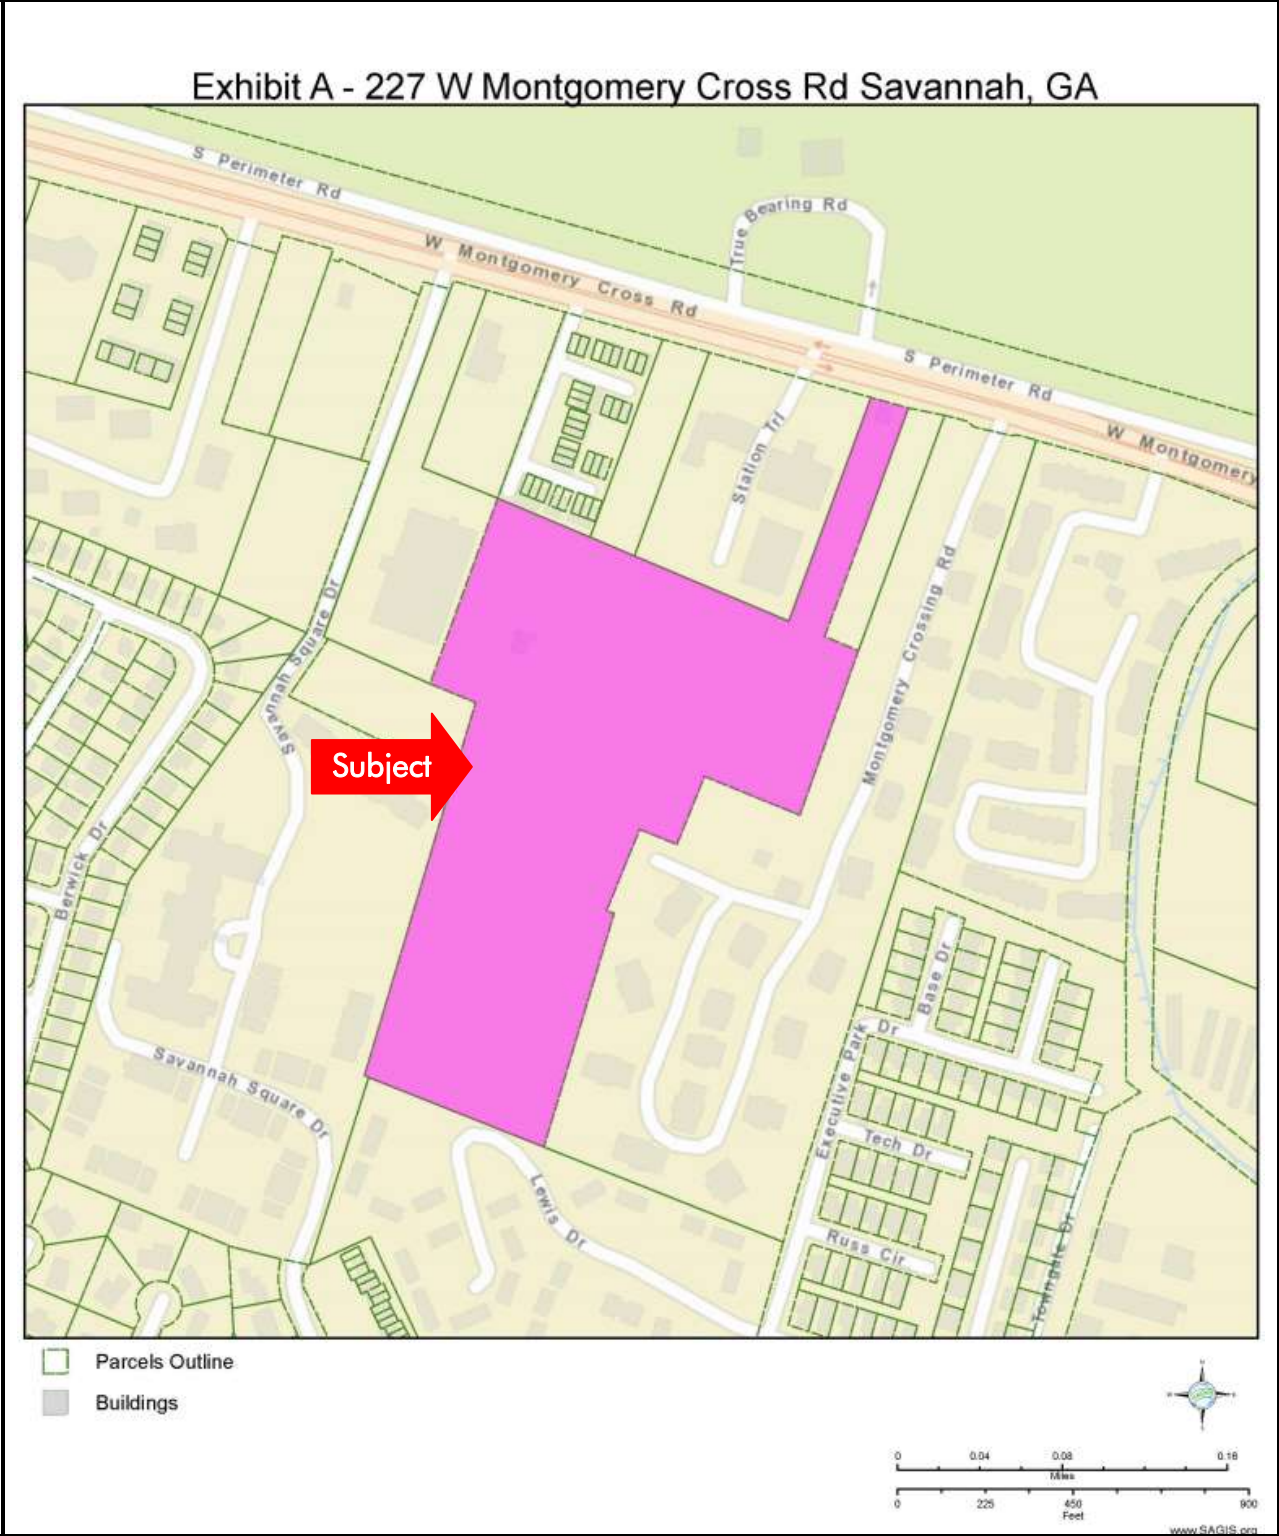 Exhibit A - 227 W Montgomery Cross Rd Savannah, GA
S Perimeter Rd
W Montgomery Cross Rd
True Bearing Rd
S Perimeter Rd
W Montgomery
Station Trl
Montgomery Crossing Rd
Savannah Square Dr
Savannah
Subject
Berwick Dr
Base Dr
Executive Park Dr
Savannah Square Dr
Tech Dr
Lewis Dr
Russ Cir
Towngate Dr
Parcels Outline
Buildings
N
W
E
S
0 0.04 0.08 0.16
Miles
0 225 450 900
Feet
www.SAGIS.org